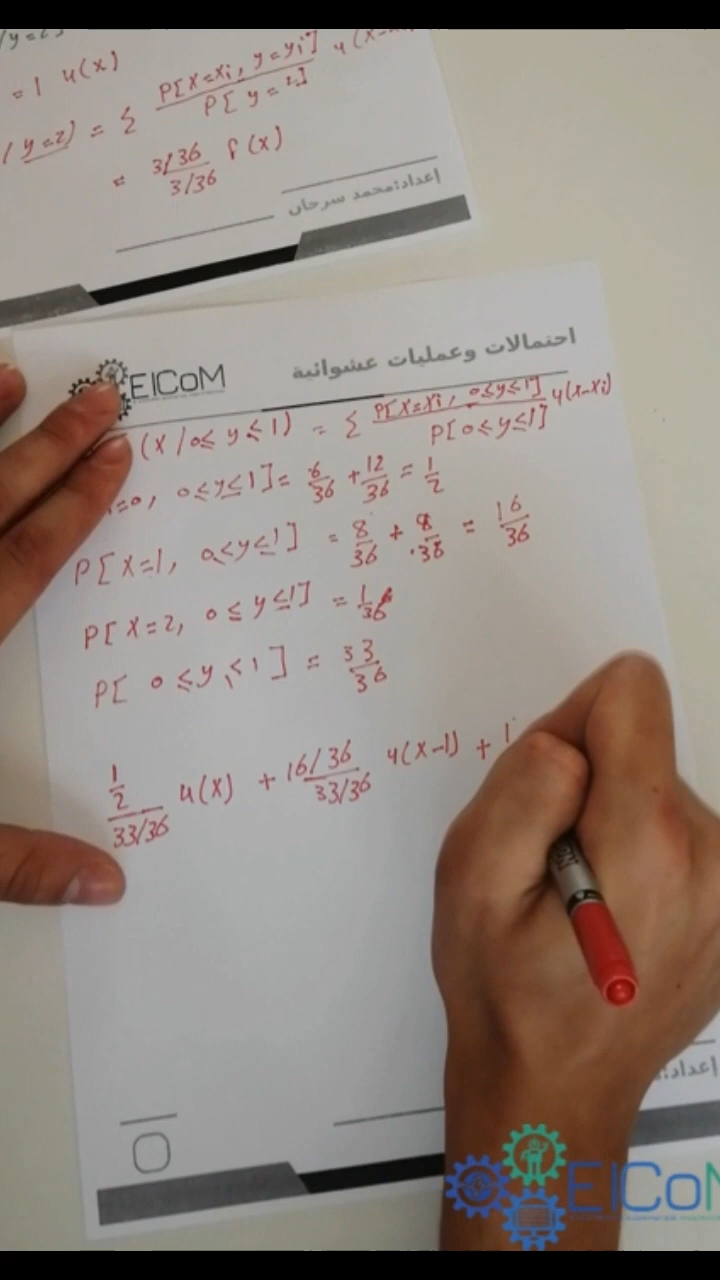 /y=2]
= 1 u(x)
/ y=2) = Σ P[X=xi, y=yi] / P[ y=2] u(x-
= 3/36 / 3/36 δ(x)
إعداد:محمد سرحان
EICoM
احتمالات وعمليات عشوائية
(X / 0≤ y ≤ 1) = Σ P[X=xi, 0≤y≤1] / P[0≤y≤1] u(x-xi)
=0, 0≤y≤1] = 6/36 + 12/36 = 1/2
P[X=1, 0≤y≤1] = 8/36 + 8/36 = 16/36
P[X=2, 0≤y≤1] = 1/36
P[ 0≤y≤1 ] = 33/36
1/2 / 33/36 u(x) + 16/36 / 33/36 u(x-1) + 1
إعداد:
EICoM